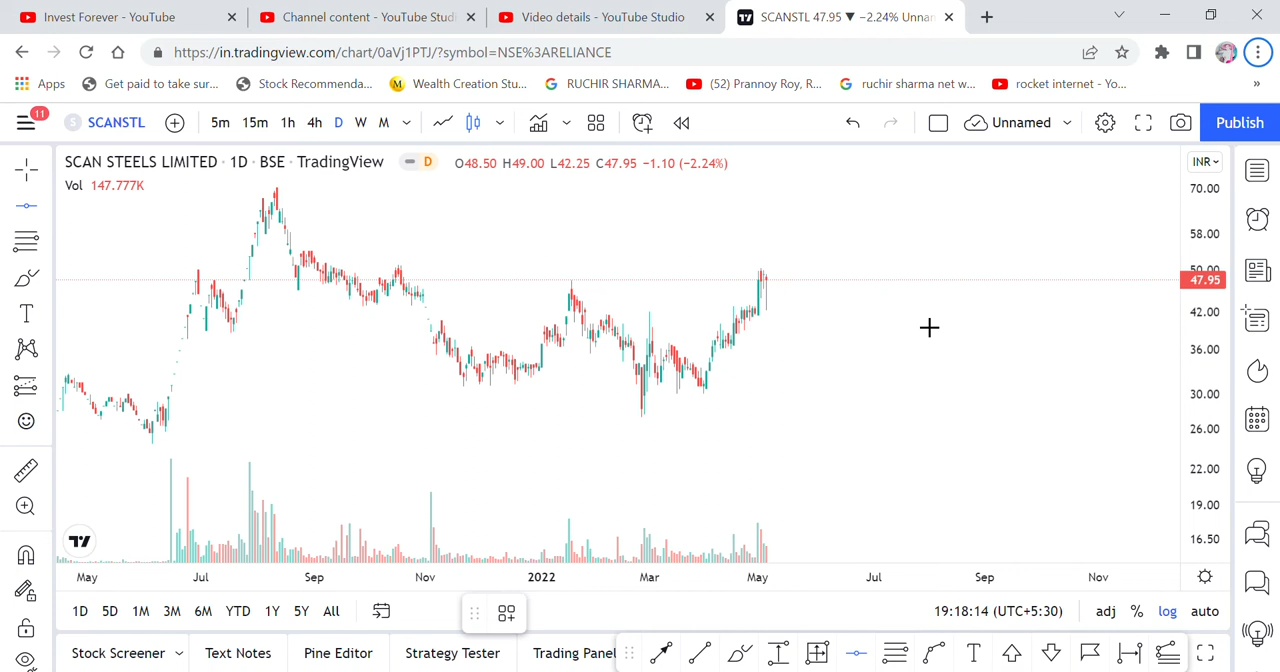 Invest Forever - YouTube
Channel content - YouTube Studi
Video details - YouTube Studio
SCANSTL 47.95 ▼ −2.24% Unnan
https://in.tradingview.com/chart/0aVj1PTJ/?symbol=NSE%3ARELIANCE
Apps
Get paid to take sur...
Stock Recommenda...
Wealth Creation Stu...
RUCHIR SHARMA...
(52) Prannoy Roy, R...
ruchir sharma net w...
rocket internet - Yo...
»
11
S SCANSTL
5m 15m 1h 4h D W M
Unnamed
Publish
SCAN STEELS LIMITED · 1D · BSE · TradingView
D
O48.50 H49.00 L42.25 C47.95 −1.10 (−2.24%)
INR
Vol 147.777K
70.00
58.00
50.00
47.95
42.00
36.00
30.00
26.00
22.00
19.00
16.50
May Jul Sep Nov 2022 Mar May Jul Sep Nov
1D 5D 1M 3M 6M YTD 1Y 5Y All
19:18:14 (UTC+5:30)
adj % log auto
Stock Screener
Text Notes
Pine Editor
Strategy Tester
Trading Panel